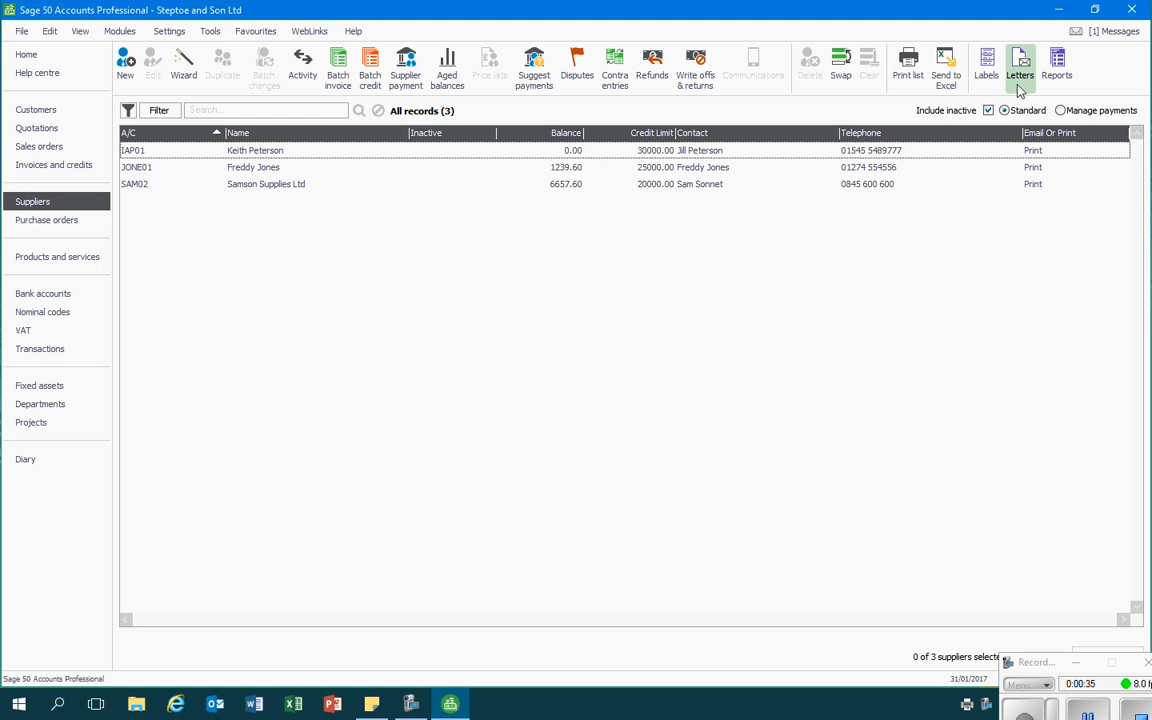 Sage 50 Accounts Professional - Steptoe and Son Ltd
File Edit View Modules Settings Tools Favourites WebLinks Help [1] Messages
Home
Help centre
Customers
Quotations
Sales orders
Invoices and credits
Suppliers
Purchase orders
Products and services
Bank accounts
Nominal codes
VAT
Transactions
Fixed assets
Departments
Projects
Diary
New Edit Wizard Duplicate Batch changes Activity Batch invoice Batch credit Supplier payment Aged balances Price lists Suggest payments Disputes Contra entries Refunds Write offs & returns Communications Delete Swap Clear Print list Send to Excel Labels Letters Reports
Filter Search... All records (3) Include inactive Standard Manage payments
A/C Name Inactive Balance Credit Limit Contact Telephone Email Or Print
IAP01 Keith Peterson 0.00 30000.00 Jill Peterson 01545 5489777 Print
JONE01 Freddy Jones 1239.60 25000.00 Freddy Jones 01274 554556 Print
SAM02 Samson Supplies Ltd 6657.60 20000.00 Sam Sonnet 0845 600 600 Print
0 of 3 suppliers selecte
Record...
Sage 50 Accounts Professional 31/01/2017
Menu 0:00:35 8.0 f